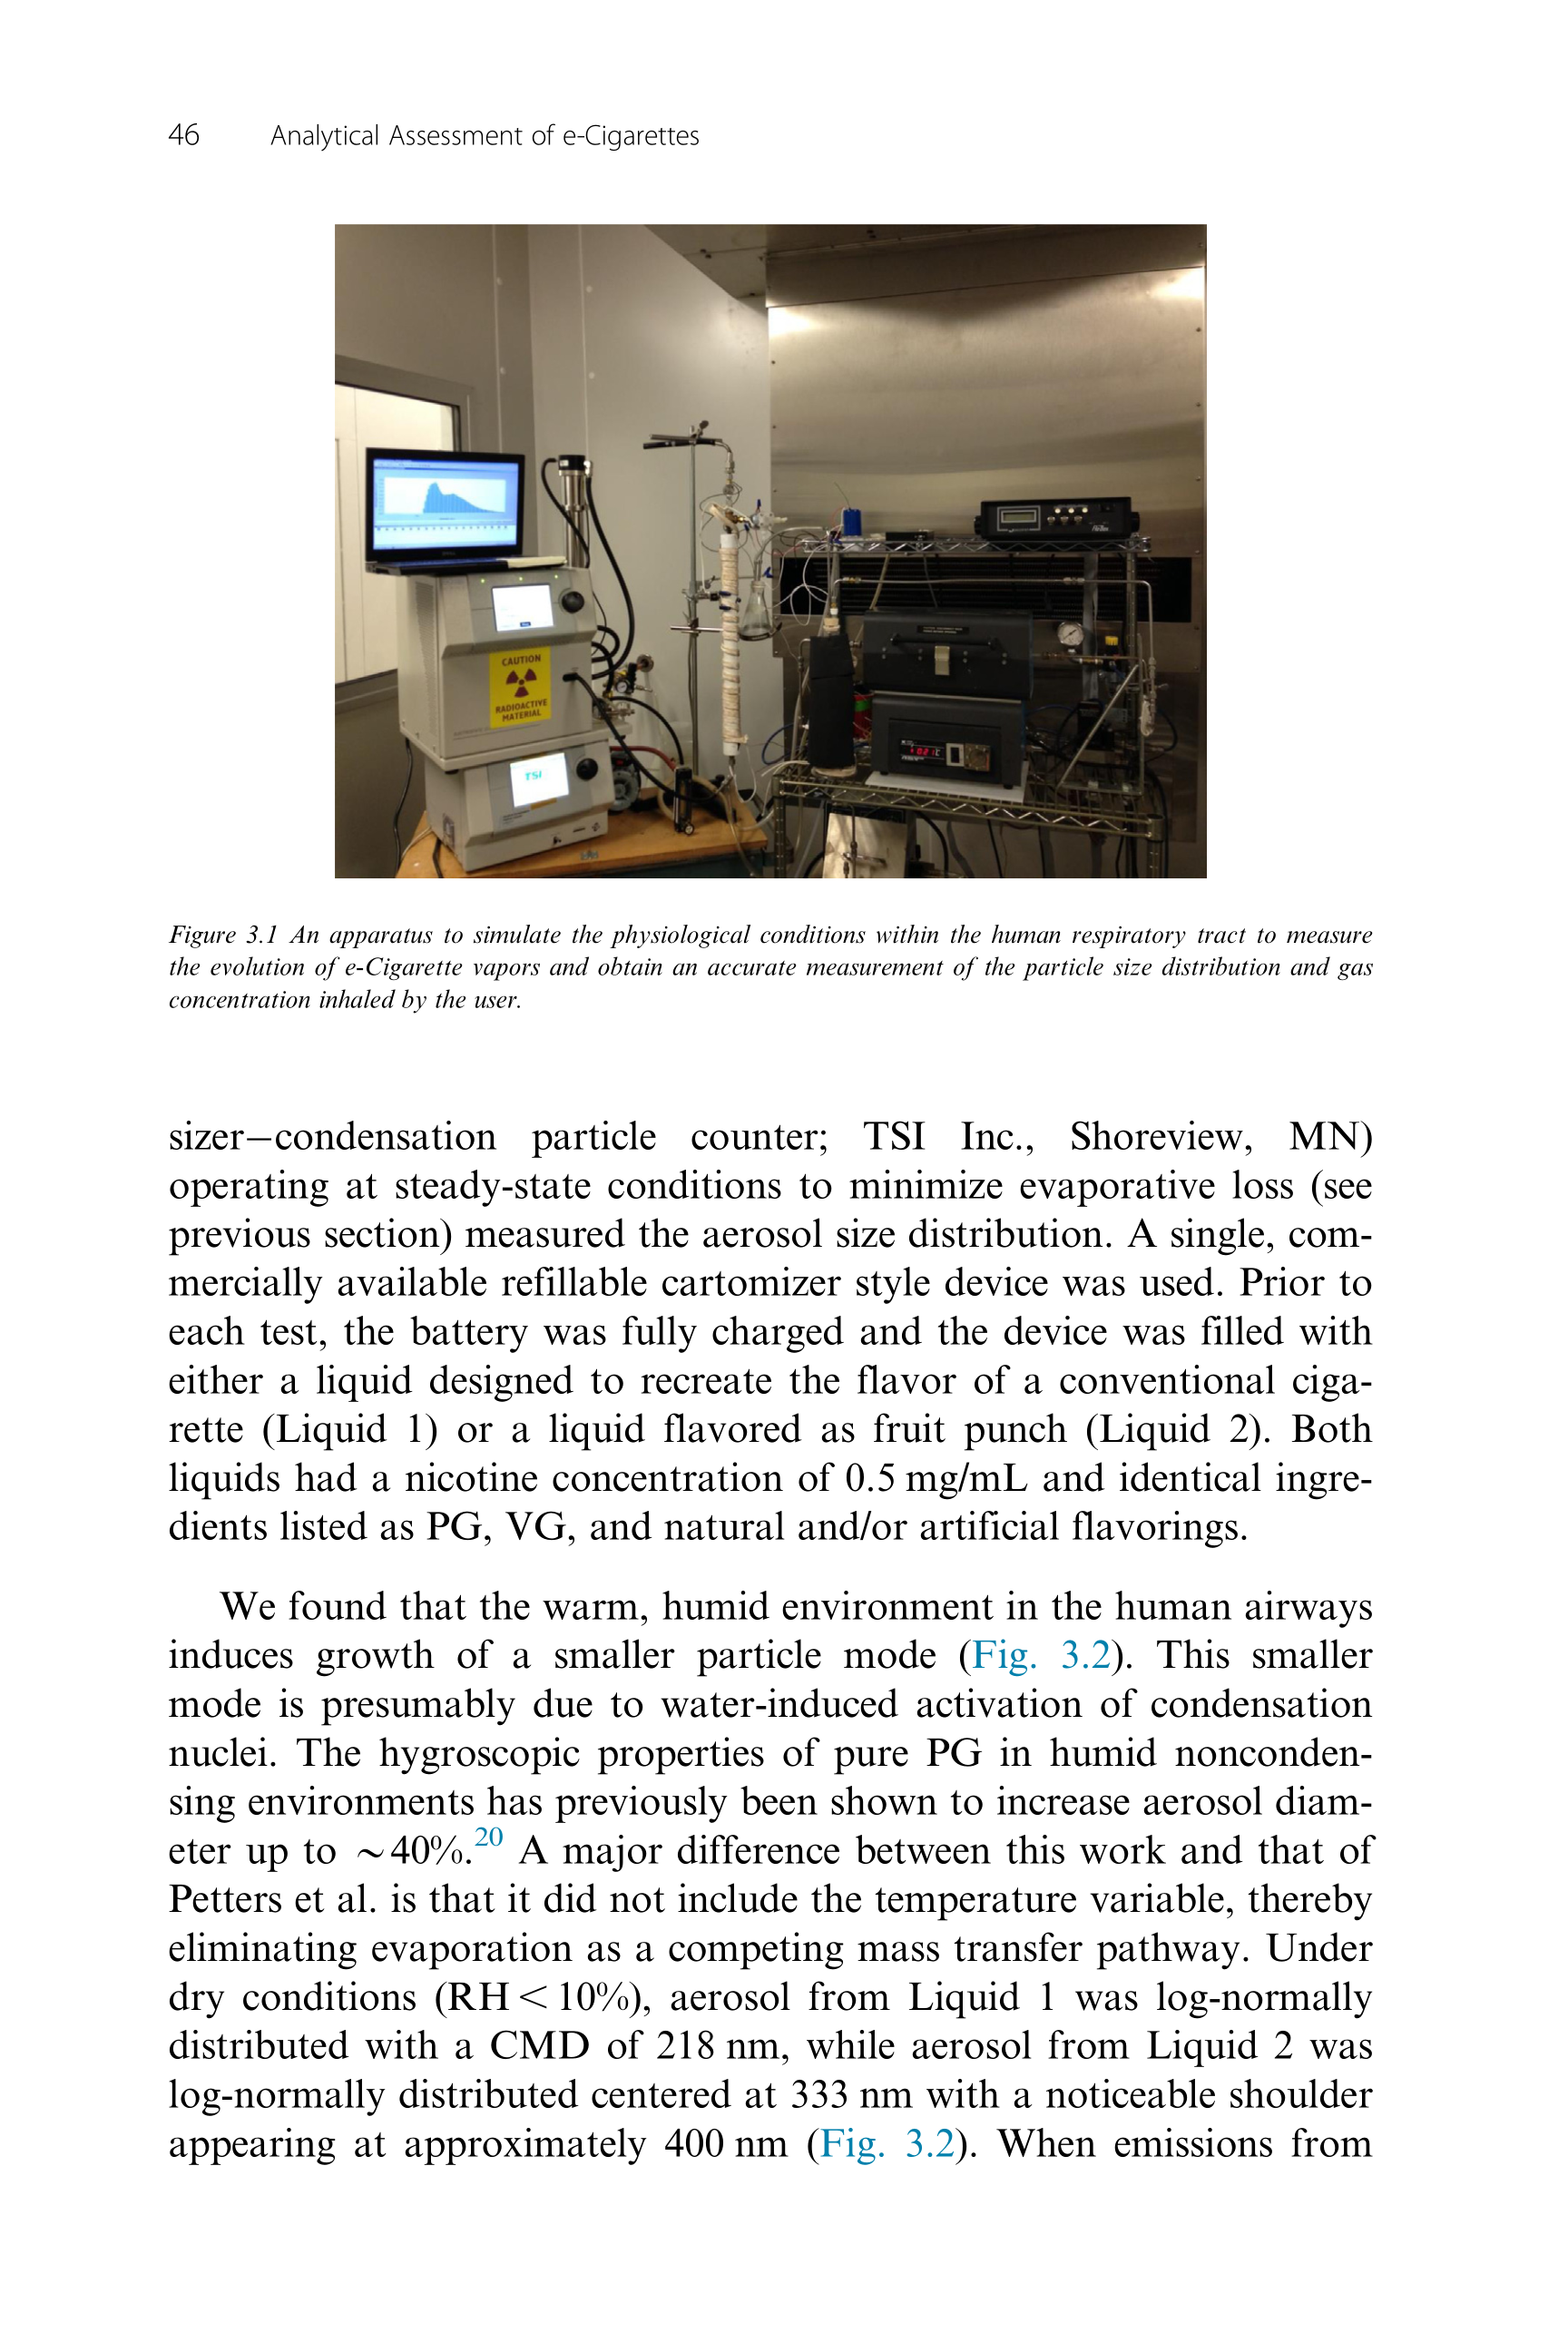 46 Analytical Assessment of e-Cigarettes
CAUTION
RADIOACTIVE
MATERIAL
TSI
Figure 3.1 An apparatus to simulate the physiological conditions within the human respiratory tract to measure
the evolution of e-Cigarette vapors and obtain an accurate measurement of the particle size distribution and gas
concentration inhaled by the user.
sizer—condensation particle counter; TSI Inc., Shoreview, MN)
operating at steady-state conditions to minimize evaporative loss (see
previous section) measured the aerosol size distribution. A single, com-
mercially available refillable cartomizer style device was used. Prior to
each test, the battery was fully charged and the device was filled with
either a liquid designed to recreate the flavor of a conventional ciga-
rette (Liquid 1) or a liquid flavored as fruit punch (Liquid 2). Both
liquids had a nicotine concentration of 0.5 mg/mL and identical ingre-
dients listed as PG, VG, and natural and/or artificial flavorings.
We found that the warm, humid environment in the human airways
induces growth of a smaller particle mode (Fig. 3.2). This smaller
mode is presumably due to water-induced activation of condensation
nuclei. The hygroscopic properties of pure PG in humid nonconden-
sing environments has previously been shown to increase aerosol diam-
eter up to ~40%.20 A major difference between this work and that of
Petters et al. is that it did not include the temperature variable, thereby
eliminating evaporation as a competing mass transfer pathway. Under
dry conditions (RH < 10%), aerosol from Liquid 1 was log-normally
distributed with a CMD of 218 nm, while aerosol from Liquid 2 was
log-normally distributed centered at 333 nm with a noticeable shoulder
appearing at approximately 400 nm (Fig. 3.2). When emissions from